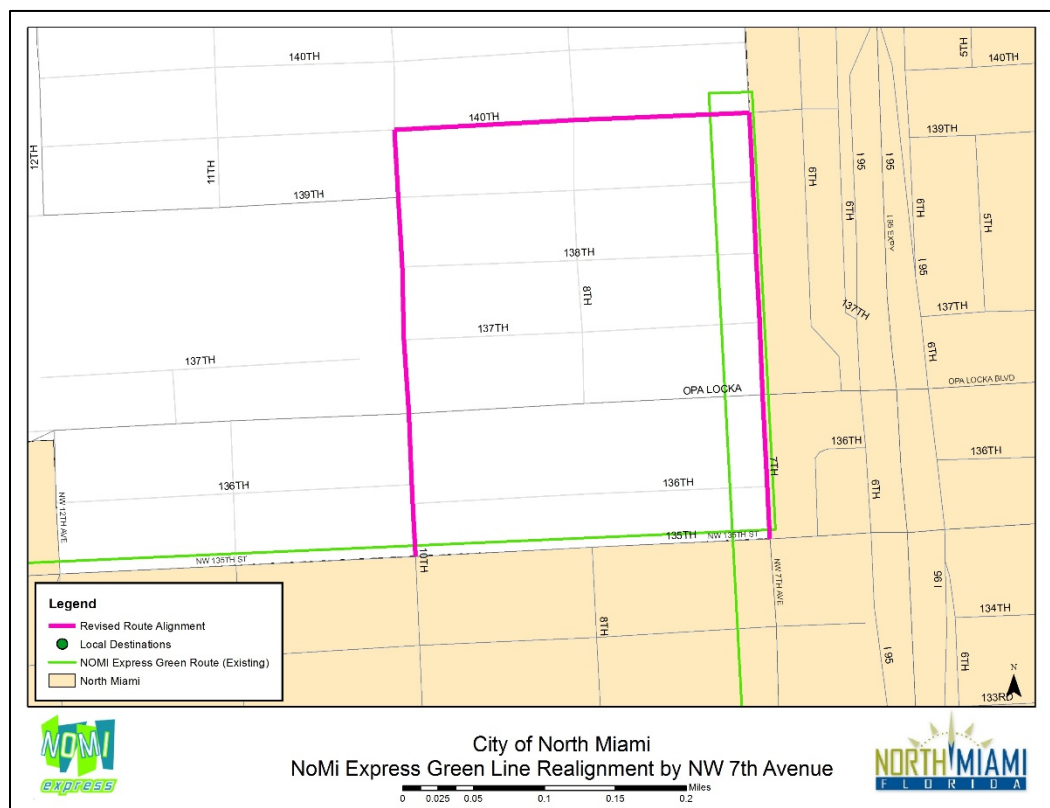 140TH
5TH
140TH
140TH
139TH
12TH
11TH
6TH
6TH
I 95
I 95
6TH
5TH
139TH
I95 EXPY
138TH
I 95
8TH
137TH
137TH
137TH
137TH
6TH
OPA LOCKA
OPA LOCKA BLVD
136TH
136TH
7TH
136TH
136TH
6TH
NW 12TH AVE
135TH
NW 135TH ST
NW 135TH ST
10TH
NW 7TH AVE
I 95
134TH
8TH
I 95
6TH
133RD
N
Legend
Revised Route Alignment
Local Destinations
NOMI Express Green Route (Existing)
North Miami
NOMI
express
City of North Miami
NoMi Express Green Line Realignment by NW 7th Avenue
Miles
0 0.025 0.05 0.1 0.15 0.2
NORTH MIAMI
FLORIDA